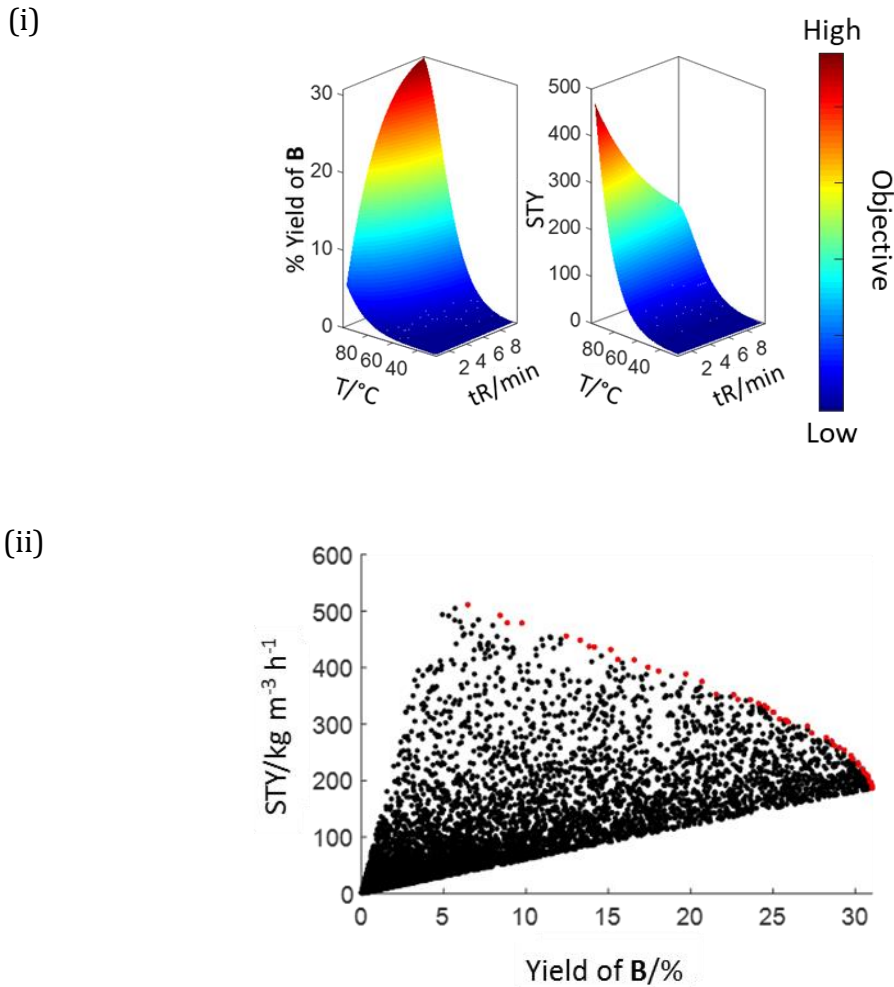 (i)
High
% Yield of B
30
20
10
0
80 60 40
T/°C
2 4 6 8
tR/min
STY
500
400
300
200
100
0
80 60 40
T/°C
2 4 6 8
tR/min
Objective
Low
(ii)
STY/kg m⁻³ h⁻¹
600
500
400
300
200
100
0
0 5 10 15 20 25 30
Yield of B/%